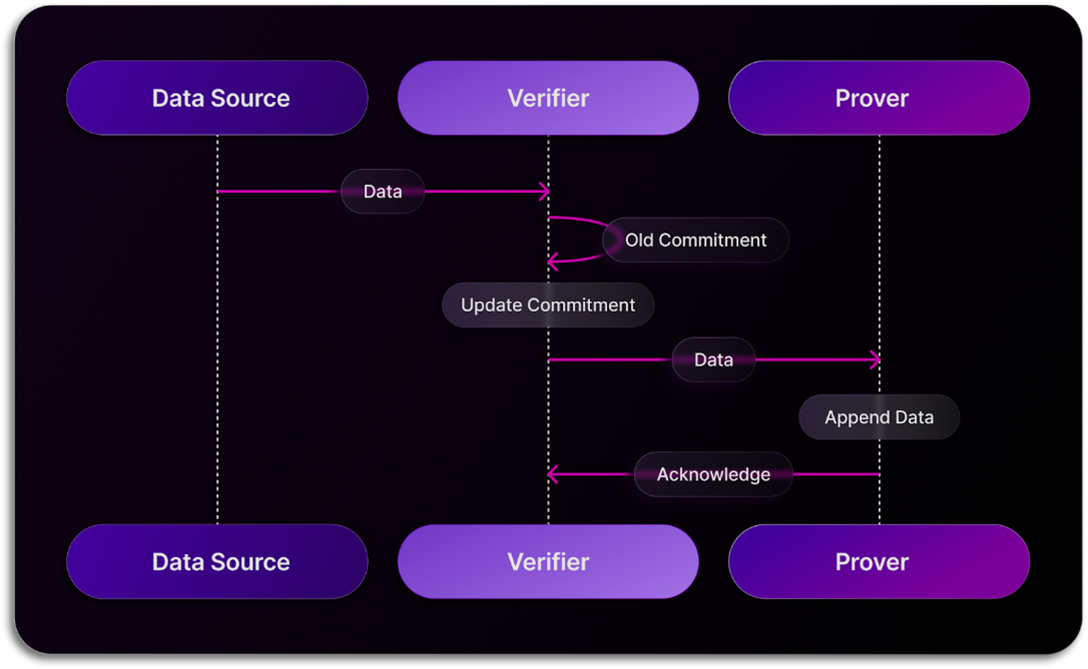 Data Source
Verifier
Prover
Data
Old Commitment
Update Commitment
Data
Append Data
Acknowledge
Data Source
Verifier
Prover